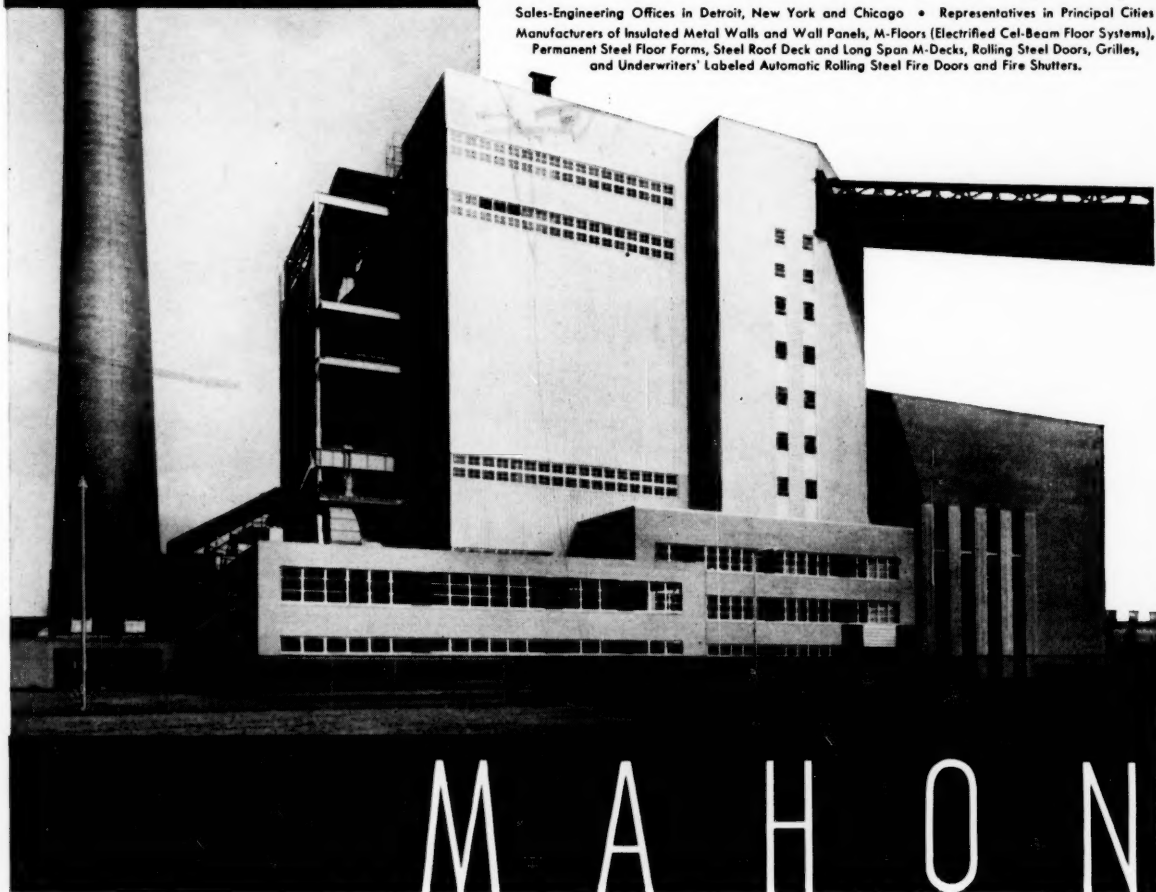 Sales-Engineering Offices in Detroit, New York and Chicago • Representatives in Principal Cities
Manufacturers of Insulated Metal Walls and Wall Panels, M-Floors (Electrified Cel-Beam Floor Systems),
Permanent Steel Floor Forms, Steel Roof Deck and Long Span M-Decks, Rolling Steel Doors, Grilles,
and Underwriters' Labeled Automatic Rolling Steel Fire Doors and Fire Shutters.
MAHON